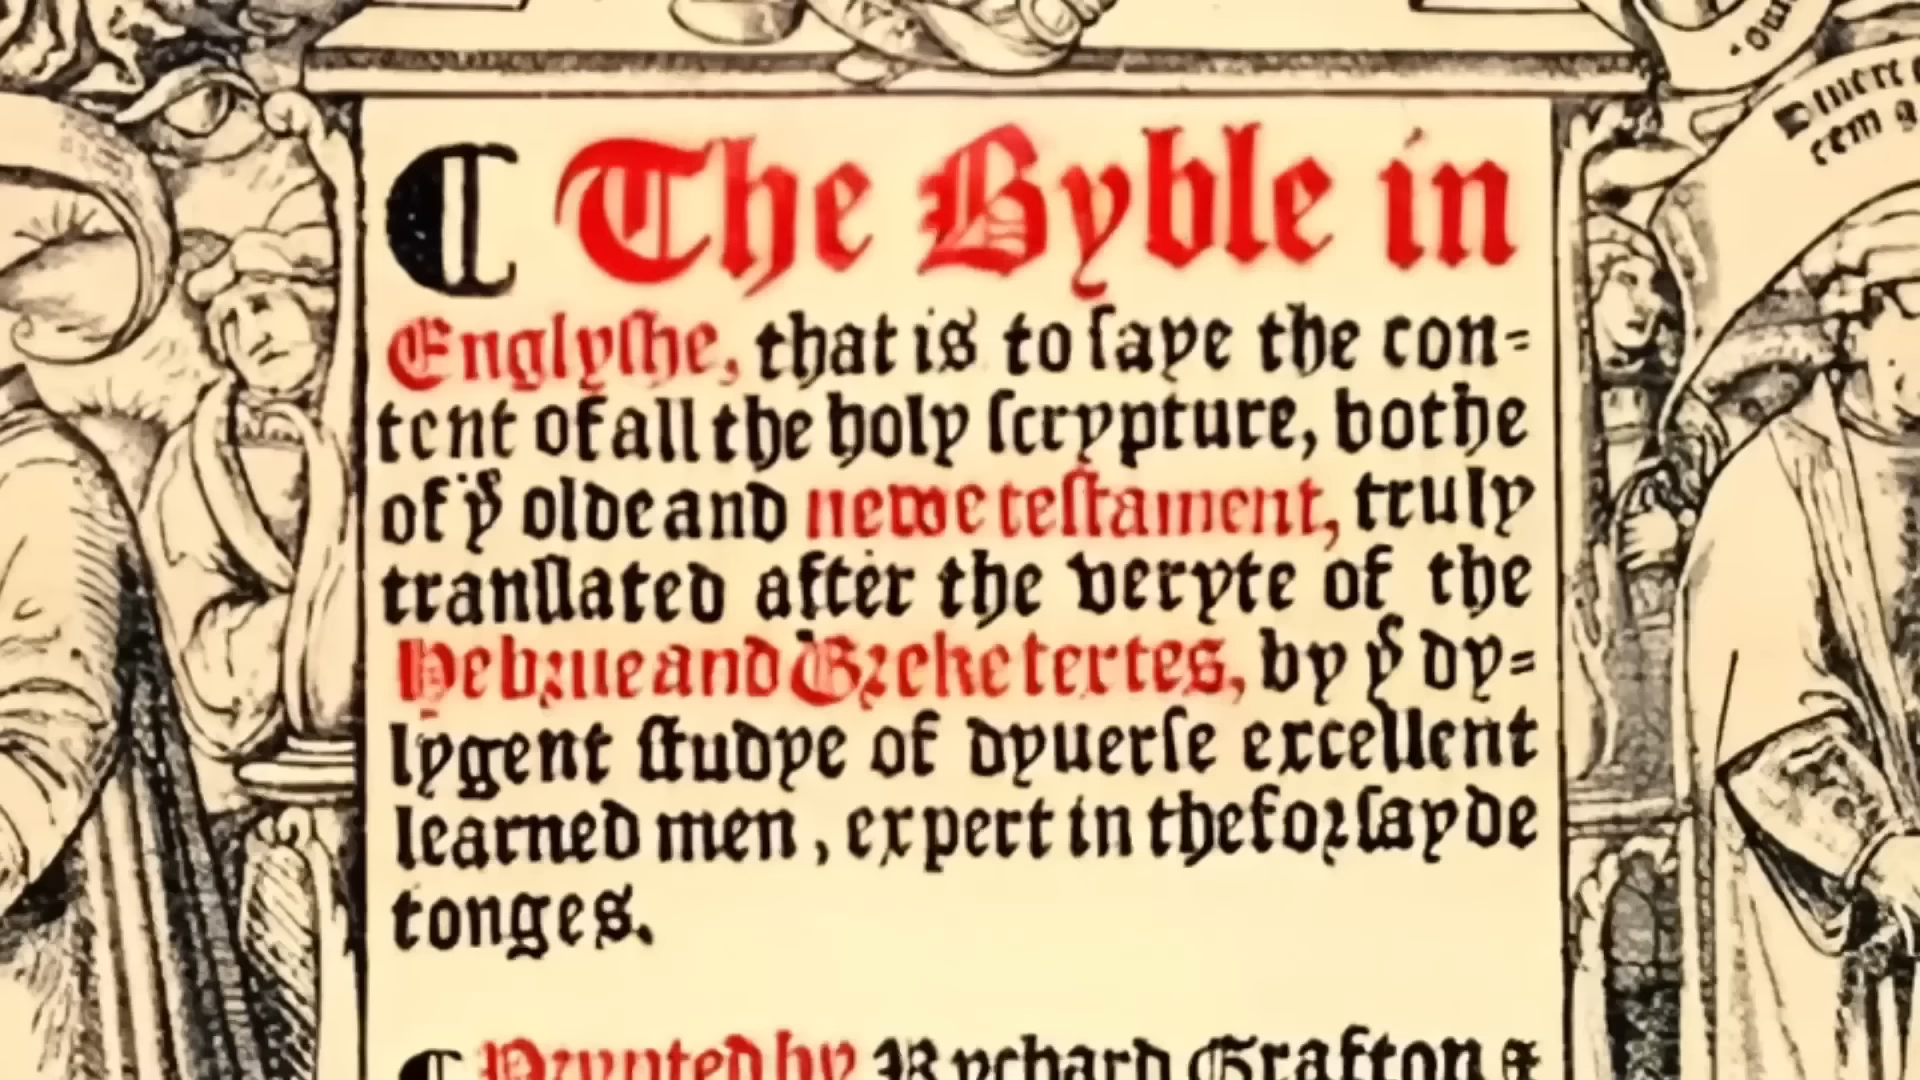 ¶ The Byble in
Englyſhe, that is to ſaye the con=
tent of all the holy ſcrypture, bothe
of yͤ olde and newe teſtament, truly
tranſlated after the veryte of the
Hebrue and Greke textes, by yͤ dy=
lygent ſtudye of dyuerſe excellent
learned men, expert in the forſayde
tonges.
¶ Prynted by Rychard Grafton &